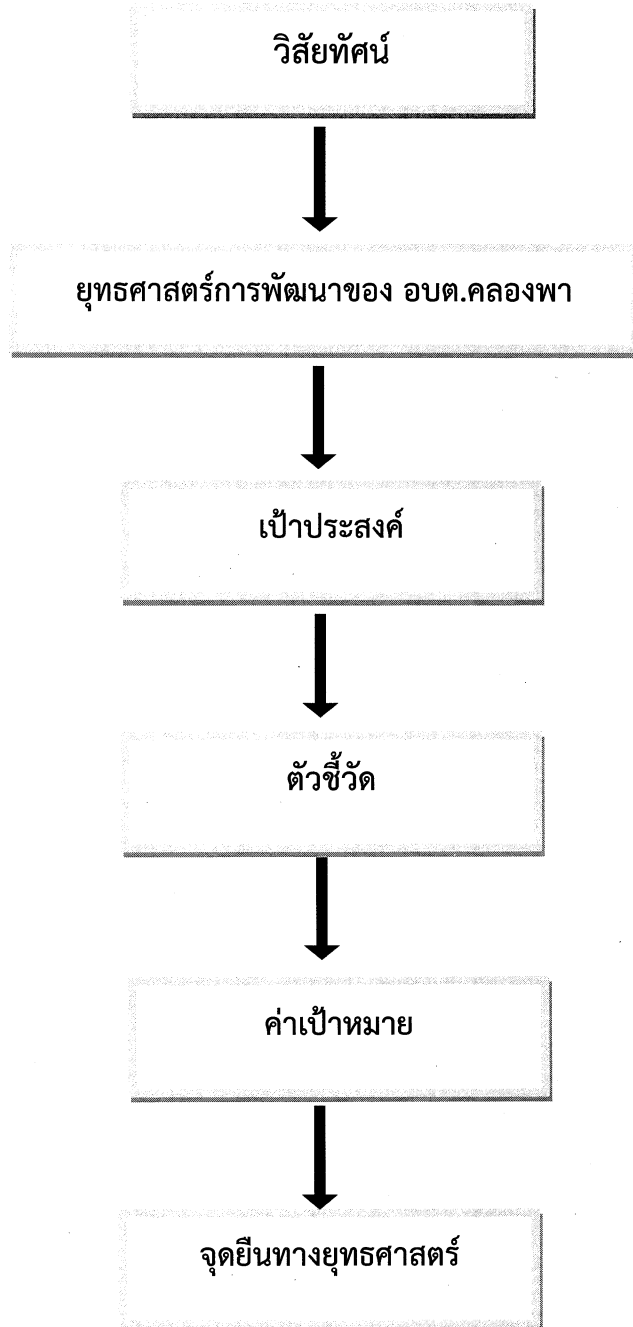 วิสัยทัศน์
ยุทธศาสตร์การพัฒนาของ อบต.คลองพา
เป้าประสงค์
ตัวชี้วัด
ค่าเป้าหมาย
จุดยืนทางยุทธศาสตร์